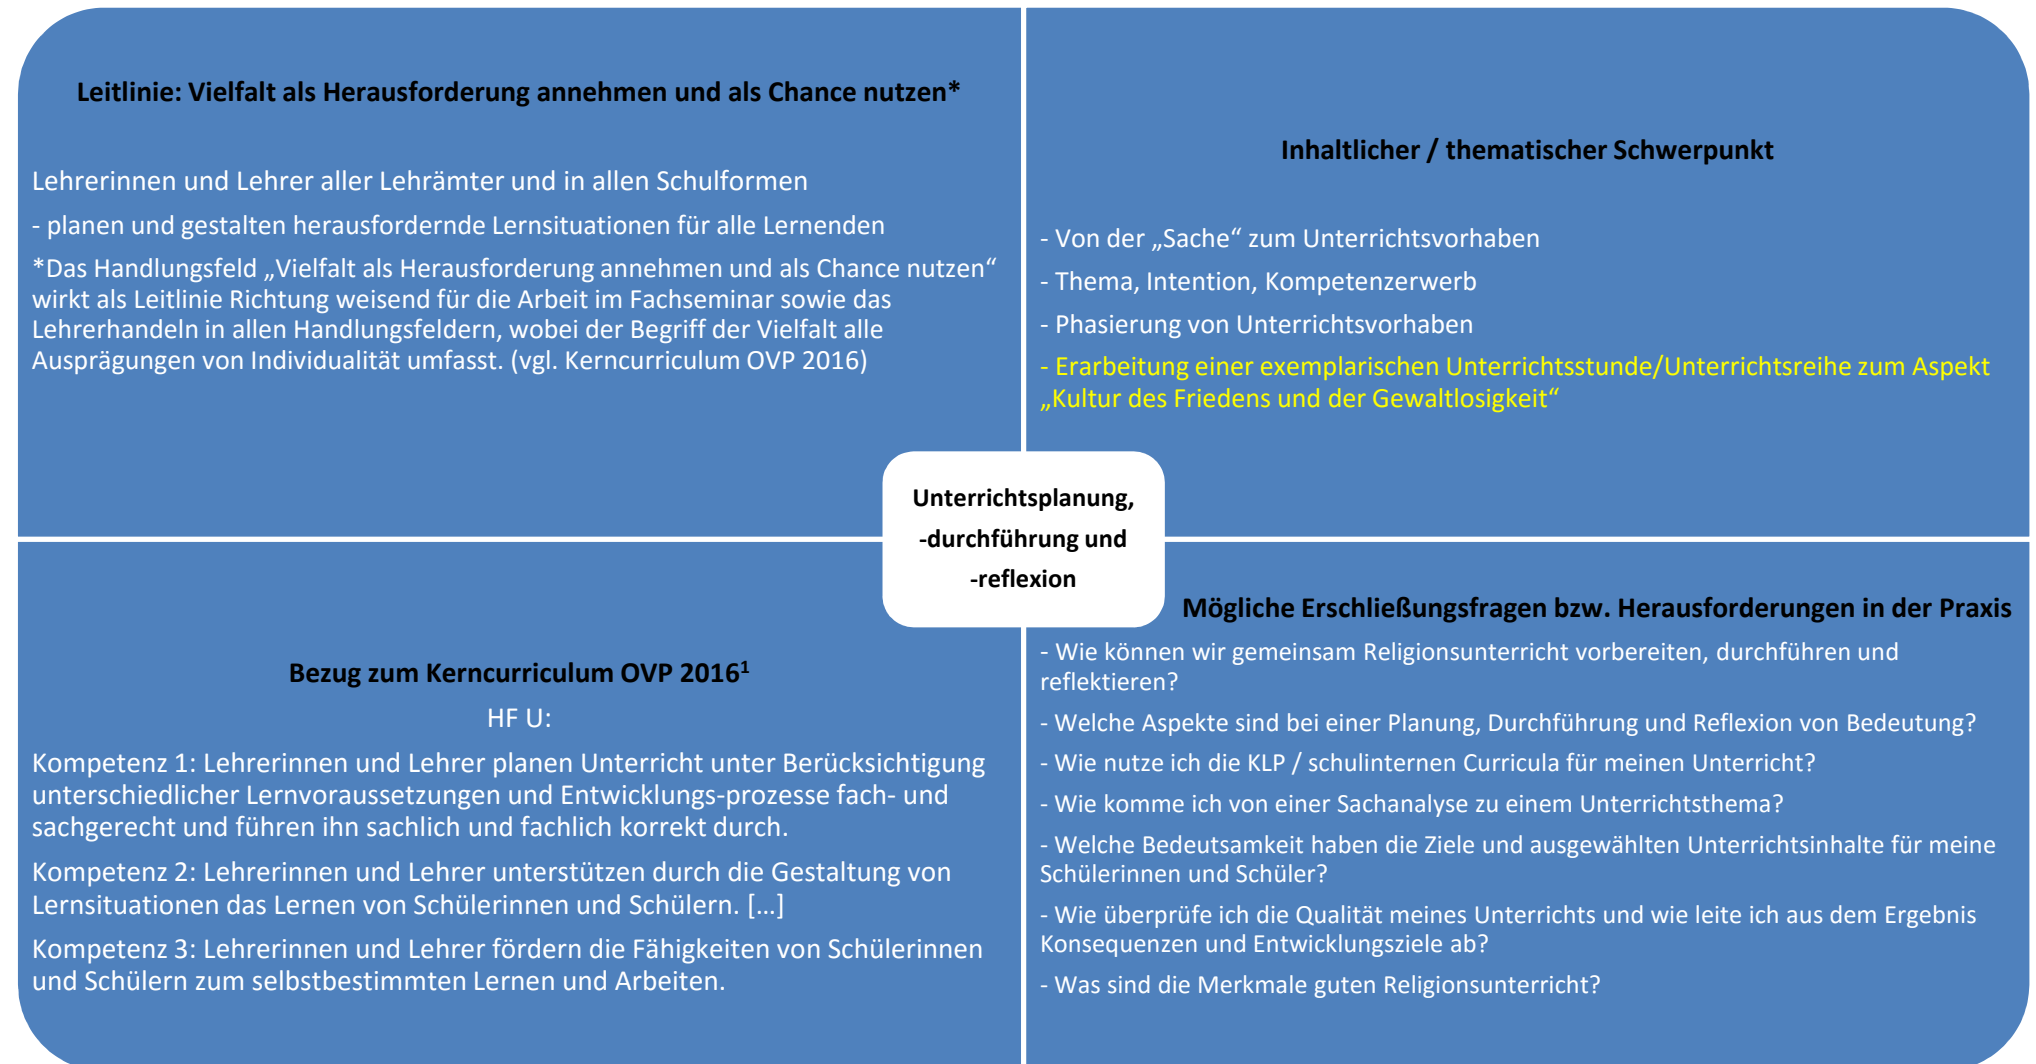 Leitlinie: Vielfalt als Herausforderung annehmen und als Chance nutzen*
Lehrerinnen und Lehrer aller Lehrämter und in allen Schulformen
- planen und gestalten herausfordernde Lernsituationen für alle Lernenden
*Das Handlungsfeld „Vielfalt als Herausforderung annehmen und als Chance nutzen“
wirkt als Leitlinie Richtung weisend für die Arbeit im Fachseminar sowie das
Lehrerhandeln in allen Handlungsfeldern, wobei der Begriff der Vielfalt alle
Ausprägungen von Individualität umfasst. (vgl. Kerncurriculum OVP 2016)
Inhaltlicher / thematischer Schwerpunkt
- Von der „Sache“ zum Unterrichtsvorhaben
- Thema, Intention, Kompetenzerwerb
- Phasierung von Unterrichtsvorhaben
- Erarbeitung einer exemplarischen Unterrichtsstunde/Unterrichtsreihe zum Aspekt
„Kultur des Friedens und der Gewaltlosigkeit“
Unterrichtsplanung,
-durchführung und
-reflexion
Bezug zum Kerncurriculum OVP 2016¹
HF U:
Kompetenz 1: Lehrerinnen und Lehrer planen Unterricht unter Berücksichtigung
unterschiedlicher Lernvoraussetzungen und Entwicklungs-prozesse fach- und
sachgerecht und führen ihn sachlich und fachlich korrekt durch.
Kompetenz 2: Lehrerinnen und Lehrer unterstützen durch die Gestaltung von
Lernsituationen das Lernen von Schülerinnen und Schülern. […]
Kompetenz 3: Lehrerinnen und Lehrer fördern die Fähigkeiten von Schülerinnen
und Schülern zum selbstbestimmten Lernen und Arbeiten.
Mögliche Erschließungsfragen bzw. Herausforderungen in der Praxis
- Wie können wir gemeinsam Religionsunterricht vorbereiten, durchführen und
reflektieren?
- Welche Aspekte sind bei einer Planung, Durchführung und Reflexion von Bedeutung?
- Wie nutze ich die KLP / schulinternen Curricula für meinen Unterricht?
- Wie komme ich von einer Sachanalyse zu einem Unterrichtsthema?
- Welche Bedeutsamkeit haben die Ziele und ausgewählten Unterrichtsinhalte für meine
Schülerinnen und Schüler?
- Wie überprüfe ich die Qualität meines Unterrichts und wie leite ich aus dem Ergebnis
Konsequenzen und Entwicklungsziele ab?
- Was sind die Merkmale guten Religionsunterricht?